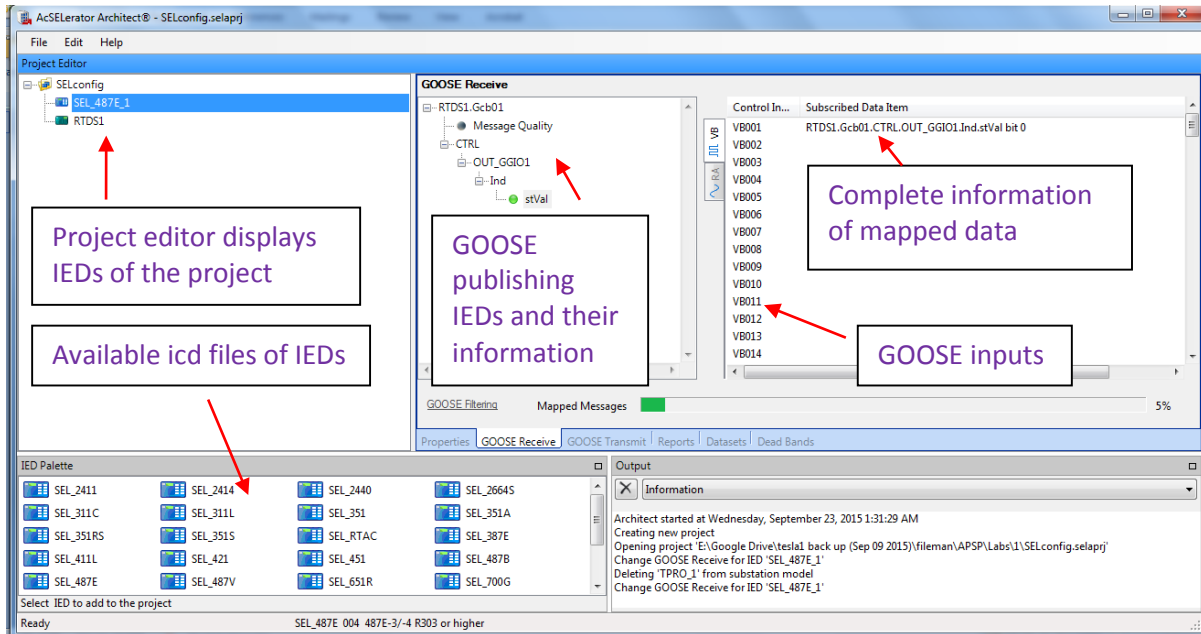 AcSELerator Architect® - SELconfig.selaprj
File Edit Help
Project Editor
SELconfig
SEL_487E_1
RTDS1
Project editor displays
IEDs of the project
Available icd files of IEDs
GOOSE Receive
RTDS1.Gcb01
Message Quality
CTRL
OUT_GGIO1
Ind
stVal
GOOSE
publishing
IEDs and their
information
VB
RA
Control In... Subscribed Data Item
VB001 RTDS1.Gcb01.CTRL.OUT_GGIO1.Ind.stVal bit 0
VB002
VB003
VB004
VB005
VB006
VB007
VB008
VB009
VB010
VB011
VB012
VB013
VB014
Complete information
of mapped data
GOOSE inputs
GOOSE Filtering Mapped Messages 5%
Properties GOOSE Receive GOOSE Transmit Reports Datasets Dead Bands
IED Palette
SEL_2411 SEL_2414 SEL_2440 SEL_2664S
SEL_311C SEL_311L SEL_351 SEL_351A
SEL_351RS SEL_351S SEL_RTAC SEL_387E
SEL_411L SEL_421 SEL_451 SEL_487B
SEL_487E SEL_487V SEL_651R SEL_700G
Select IED to add to the project
Output
Information
Architect started at Wednesday, September 23, 2015 1:31:29 AM
Creating new project
Opening project 'E:\Google Drive\tesla1 back up (Sep 09 2015)\fileman\APSP\Labs\1\SELconfig.selaprj'
Change GOOSE Receive for IED 'SEL_487E_1'
Deleting 'TPRO_1' from substation model
Change GOOSE Receive for IED 'SEL_487E_1'
Ready SEL_487E 004 487E-3/-4 R303 or higher